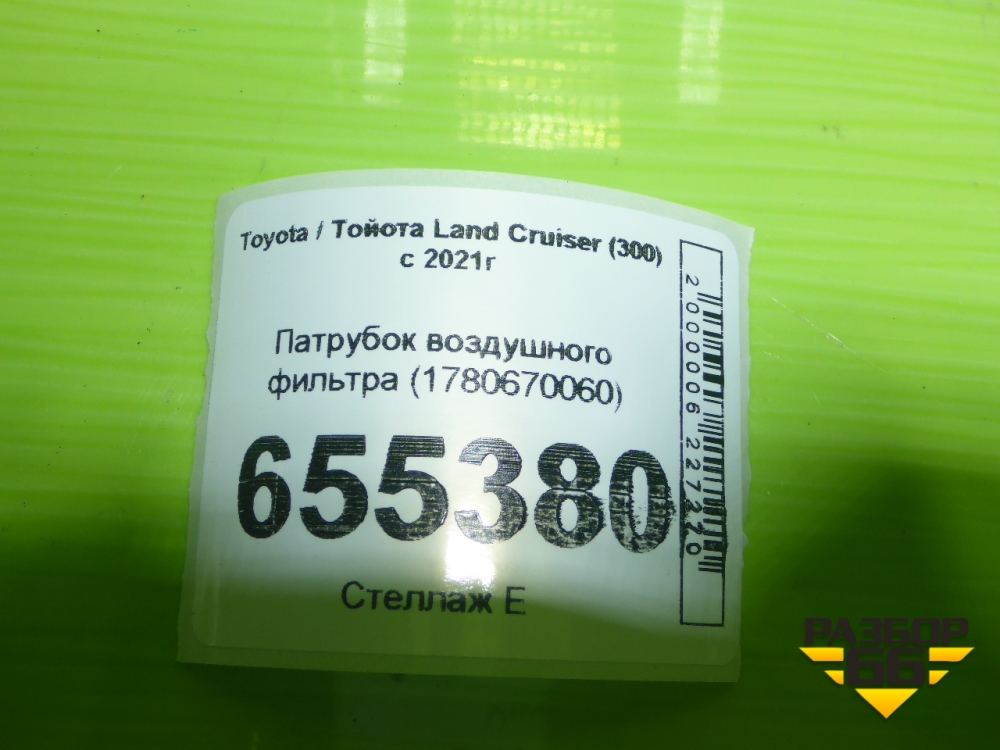 Toyota / Тойота Land Cruiser (300)
с 2021г
Патрубок воздушного
фильтра (1780670060)
655380
Стеллаж Е
2000006227220
РАЗБОР
66